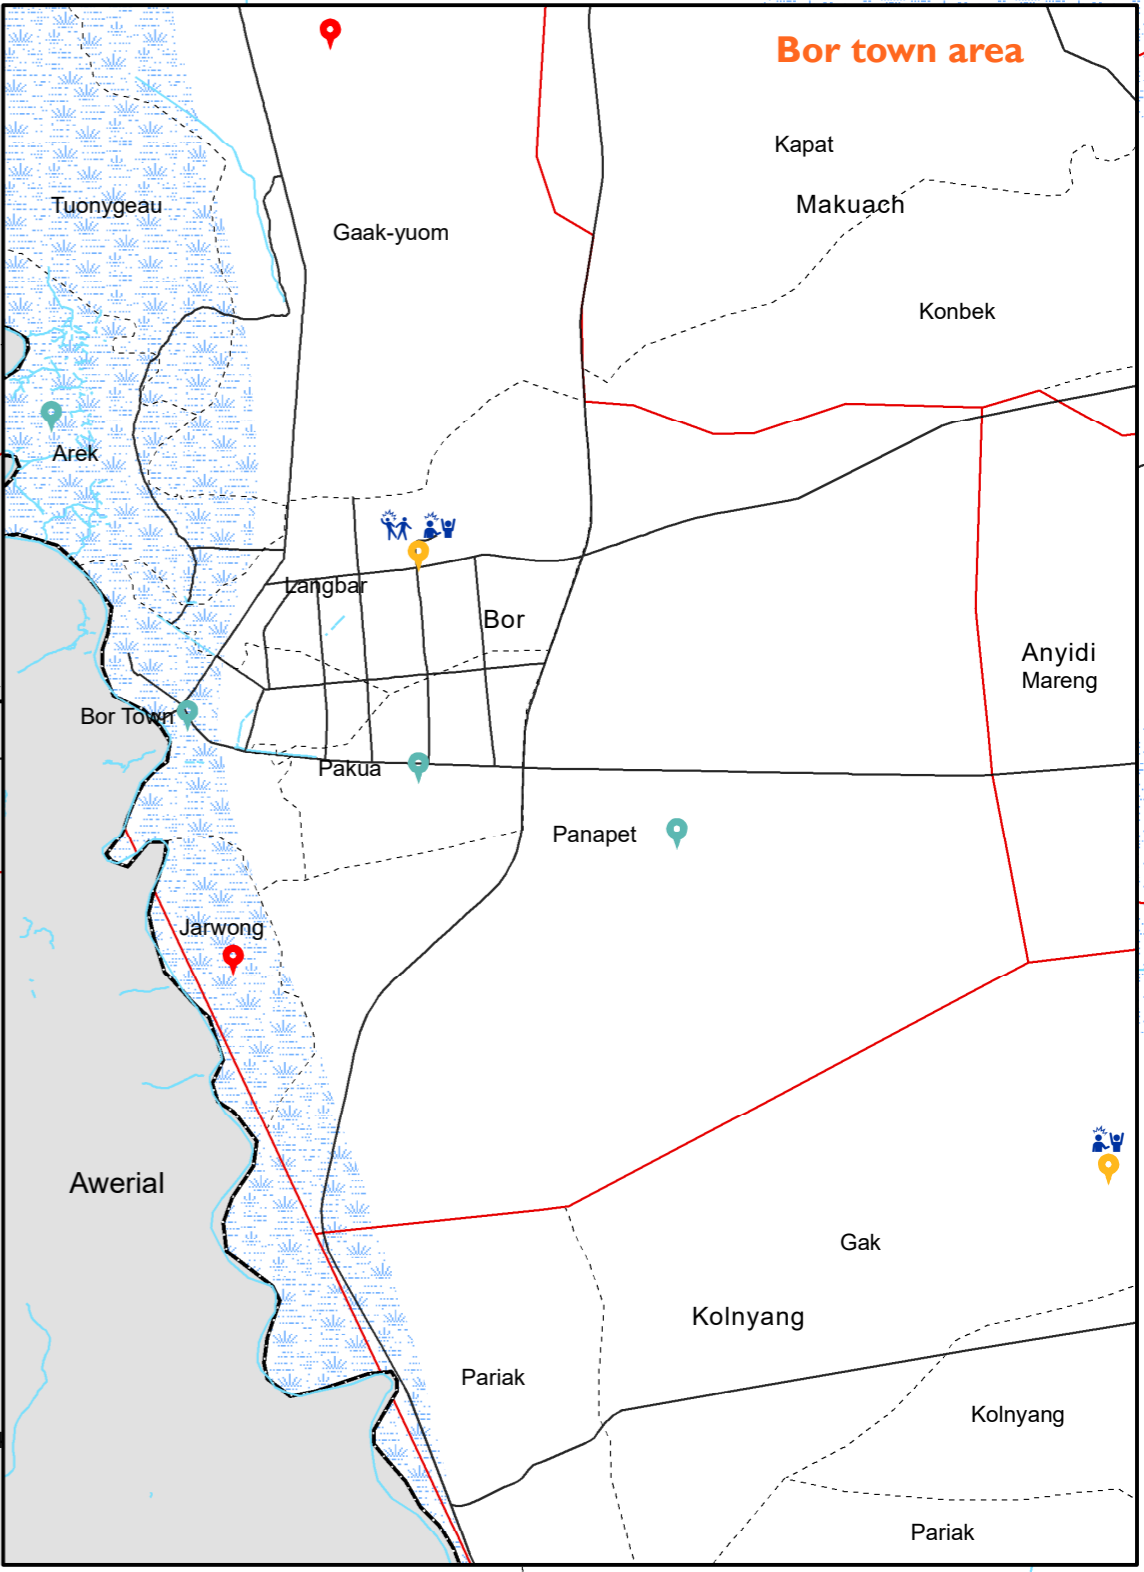 Bor town area
Kapat
Makuach
Tuonygeau
Gaak-yuom
Konbek
Arek
Langbar
Bor
Anyidi
Mareng
Bor Town
Pakua
Panapet
Jarwong
Awerial
Gak
Kolnyang
Pariak
Kolnyang
Pariak